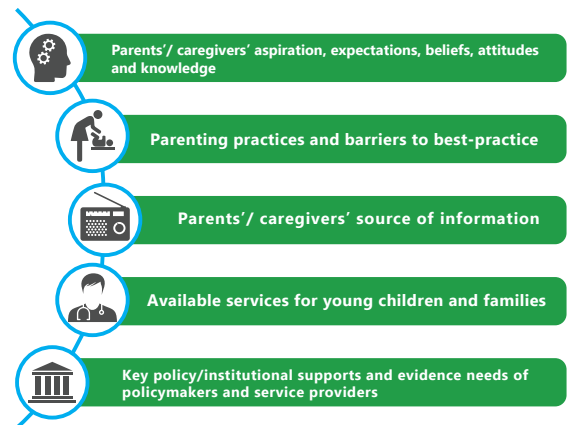 Parents'/ caregivers' aspiration, expectations, beliefs, attitudes
and knowledge
Parenting practices and barriers to best-practice
Parents'/ caregivers' source of information
Available services for young children and families
Key policy/institutional supports and evidence needs of
policymakers and service providers